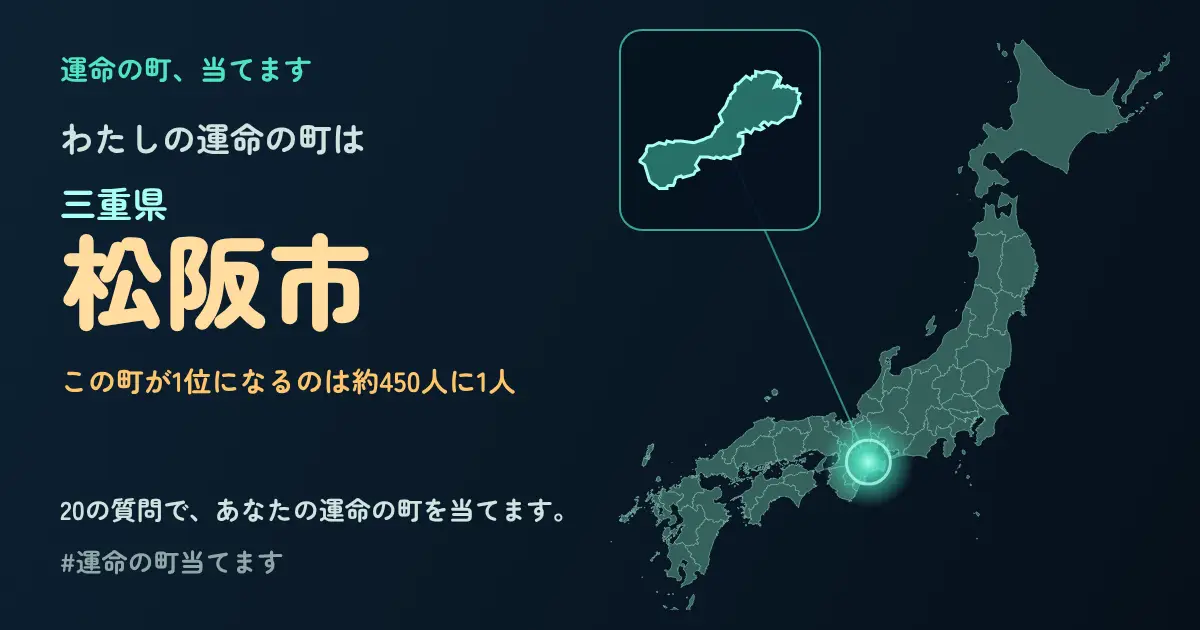 運命の町、当てます
わたしの運命の町は
三重県
松阪市
この町が1位になるのは約450人に1人
20の質問で、あなたの運命の町を当てます。
#運命の町当てます